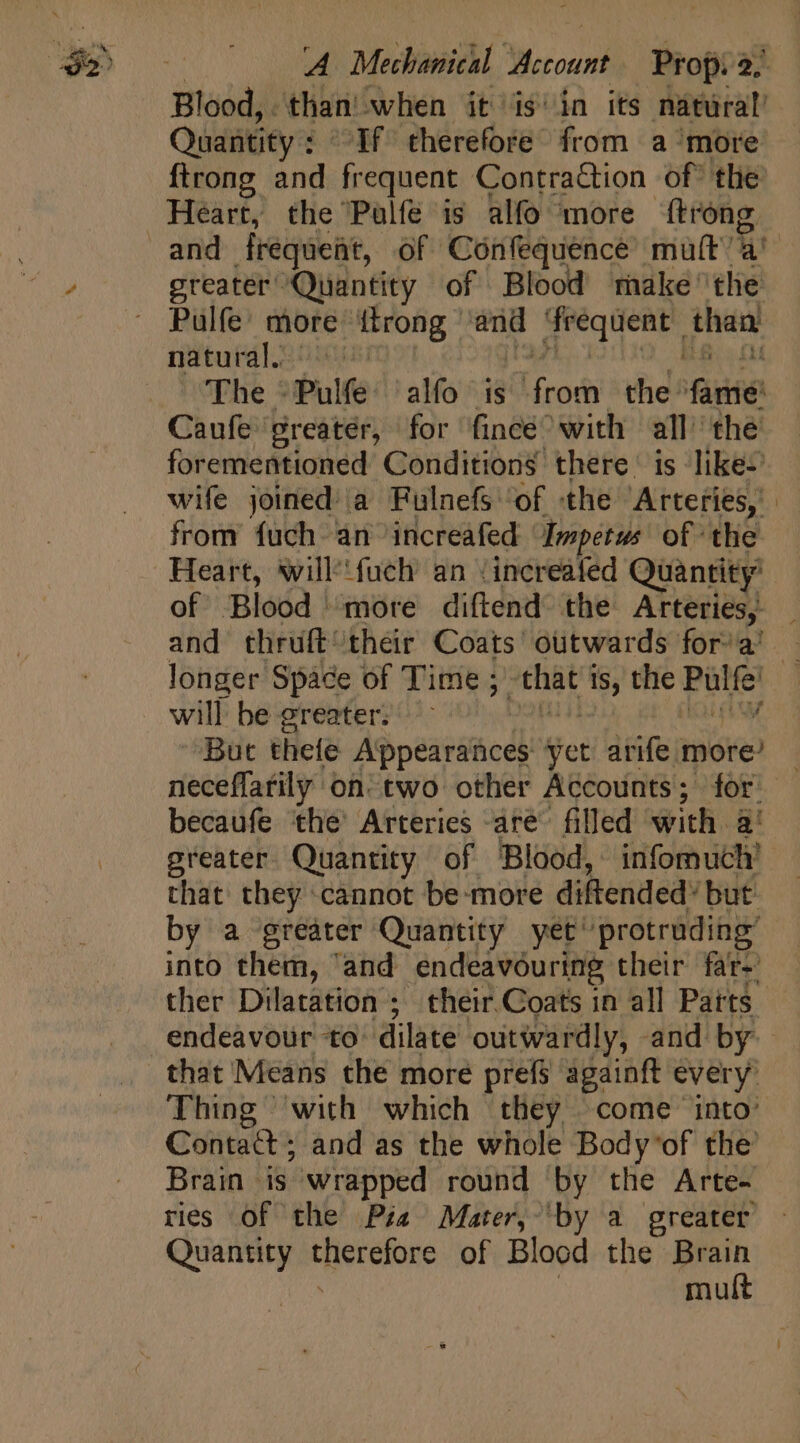 52 A Mechanical Account Prop. 2.
Blood, than when it is in its natural
Quantity: If therefore from a more
ſtrong and frequent Contraction of the
Heart, the Pulſe is alſo more ſtrong
and frequent, of Conſequence muſt a
greater Quantity of Blood make the
Pulſe more ſtrong and frequent than
natural.
The Pulſe alſo is from the ſame
Cauſe greater, for ſince with all the
forementioned Conditions there is like-
wiſe joined a Fulneſs of the Arteries,
from ſuch an increaſed Impetus of the
Heart, will ſuch an increaſed Quantity
of Blood more diſtend the Arteries,
and thruſt their Coats outwards for a
longer Space of Time; that is, the Pulſe
will be greater.
But theſe Appearances yet ariſe more
neceſſarily on two other Accounts; for
becauſe the Arteries are filled with a
greater Quantity of Blood, inſomuch
that they cannot be more diſtended but
by a greater Quantity yet protruding
into them, and endeavouring their far-
ther Dilatation; their Coats in all Parts
endeavour to dilate outwardly, and by
that Means the more preſs againſt every
Thing with which they come into
Contact; and as the whole Body of the
Brain is wrapped round by the Arte-
ries of the Pia Mater, by a greater
Quantity therefore of Blood the Brain
muſt